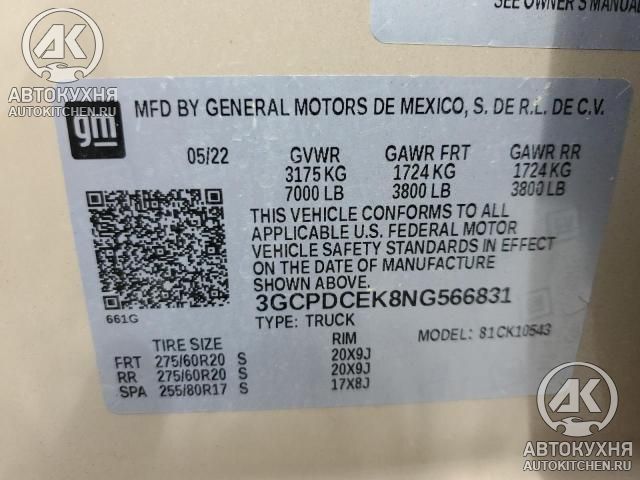 SEE OWNER'S MANUAL
АВТОКУХНЯ
AUTOKITCHEN.RU
gm
MFD BY GENERAL MOTORS DE MEXICO, S. DE R.L. DE C.V.
05/22 GVWR GAWR FRT GAWR RR
3175 KG 1724 KG 1724 KG
7000 LB 3800 LB 3800 LB
THIS VEHICLE CONFORMS TO ALL
APPLICABLE U.S. FEDERAL MOTOR
VEHICLE SAFETY STANDARDS IN EFFECT
ON THE DATE OF MANUFACTURE
SHOWN ABOVE.
661G
3GCPDCEK8NG566831
TYPE: TRUCK MODEL: 81CK10543
TIRE SIZE RIM
FRT 275/60R20 S 20X9J
RR 275/60R20 S 20X9J
SPA 255/80R17 S 17X8J
АВТОКУХНЯ
AUTOKITCHEN.RU